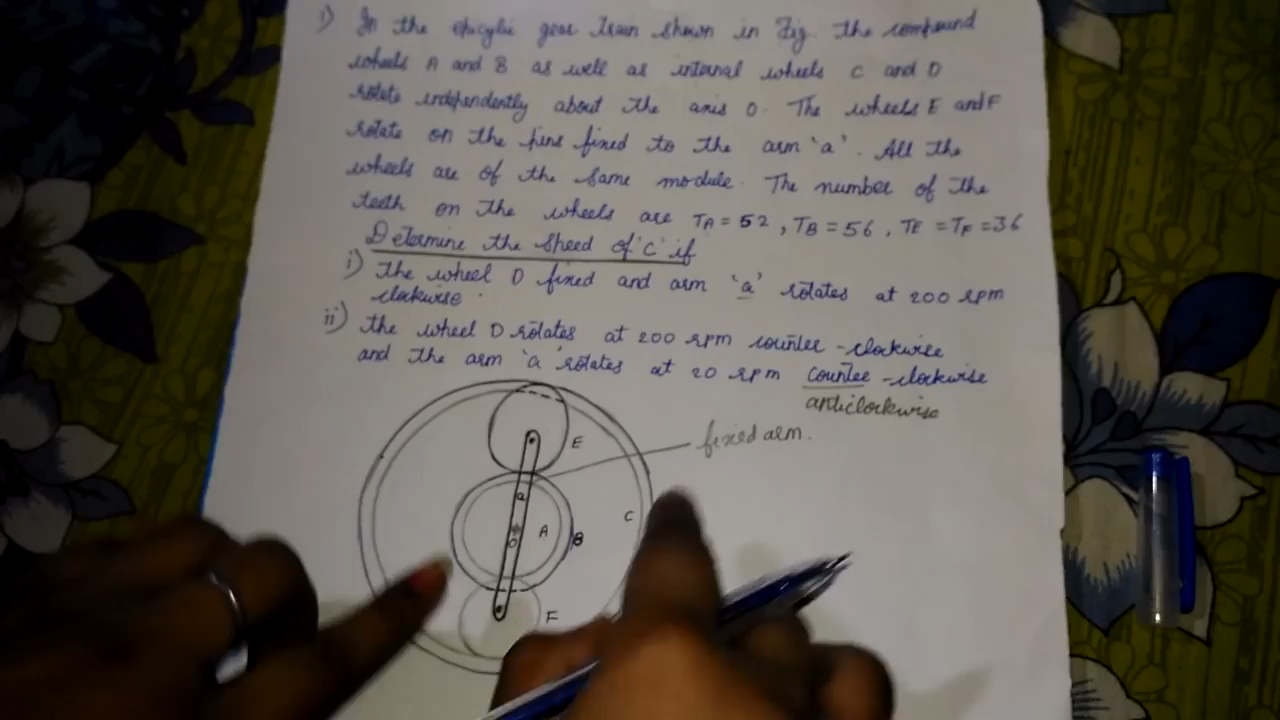 1) In the epicyclic gear train shown in Fig. The compound
wheels A and B as well as internal wheels C and D
rotate independently about the axis O. The wheels E and F
rotate on the pins fixed to the arm 'a'. All the
wheels are of the same module. The number of the
teeth on the wheels are TA = 52, TB = 56, TE = TF = 36
Determine the speed of 'C' if
i) The wheel D fixed and arm 'a' rotates at 200 rpm
clockwise.
ii) the wheel D rotates at 200 rpm counter-clockwise
and the arm 'a' rotates at 20 rpm counter-clockwise
anticlockwise
fixed arm.
E
a
C
A
B
O
F